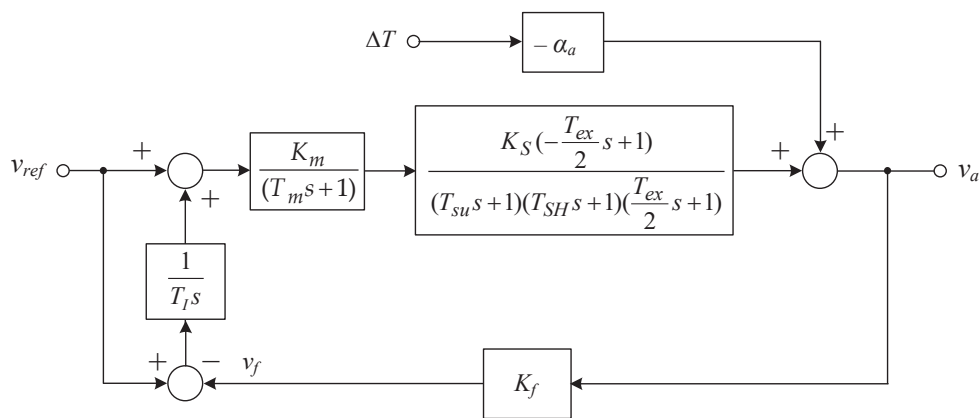 ΔT
− α_a
v_ref
+
+
K_m
(T_m s+1)
K_S(−T_ex/2 s+1)
(T_su s+1)(T_SH s+1)(T_ex/2 s+1)
+
+
v_a
1
T_I s
+
−
v_f
K_f